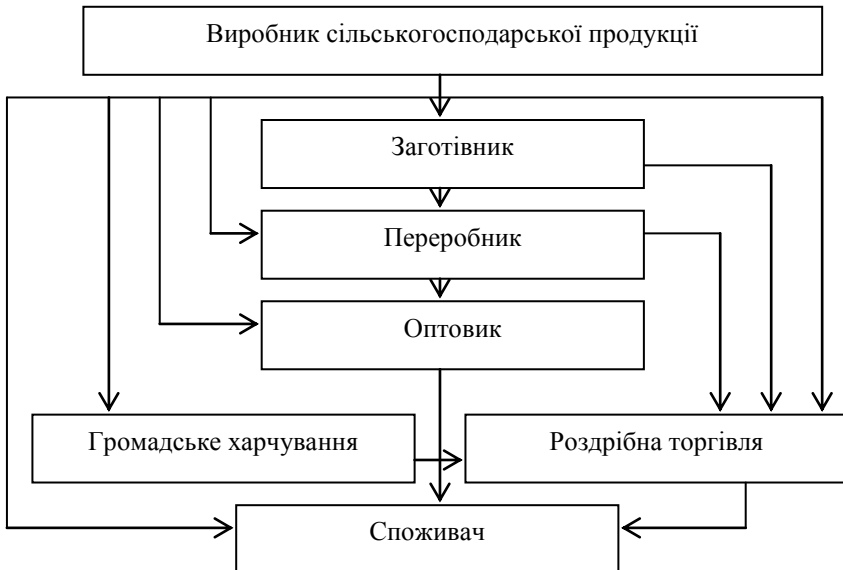 Виробник сільськогосподарської продукції
Заготівник
Переробник
Оптовик
Громадське харчування
Роздрібна торгівля
Споживач